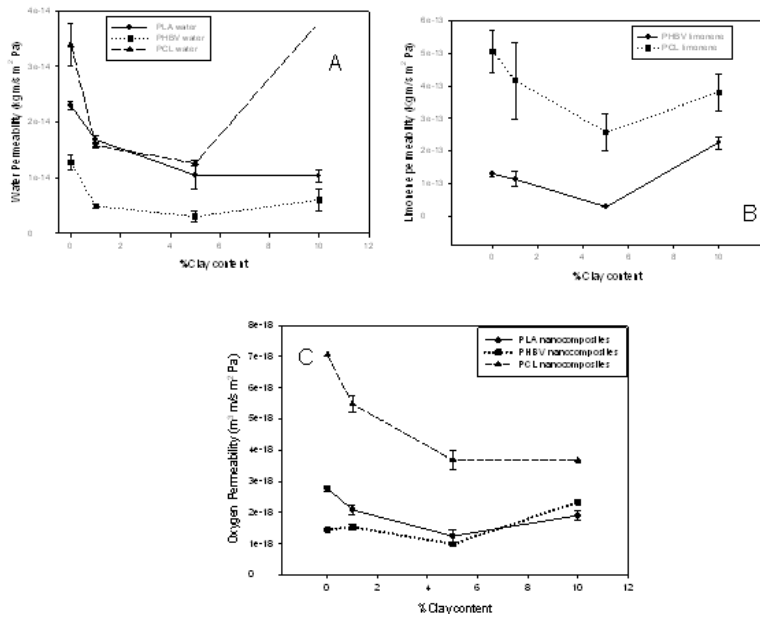 4e-14
3e-14
2e-14
1e-14
0
Water Permeability (kg m/s m² Pa)
PLA water
PHBV water
PCL water
A
0 2 4 6 8 10 12
%Clay content
6e-13
5e-13
4e-13
3e-13
2e-13
1e-13
0
Limonene permeability (Kg m/s m² Pa)
PHBV limonene
PCL limonene
B
0 2 4 6 8 10
%Clay content
8e-18
7e-18
6e-18
5e-18
4e-18
3e-18
2e-18
1e-18
0
Oxygen Permeability (m³ m/s m² Pa)
C
PLA nanocomposites
PHBV nanocomposites
PCL nanocomposites
0 2 4 6 8 10 12
% Clay content